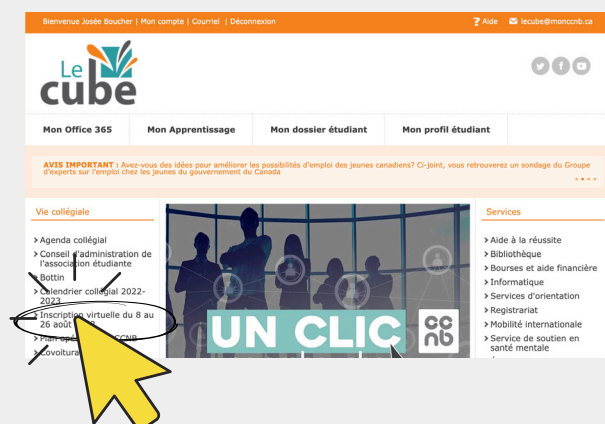 Bienvenue Josée Boucher | Mon compte | Courriel | Déconnexion
? Aide lecube@monccnb.ca
Le
cube
Mon Office 365 Mon Apprentissage Mon dossier étudiant Mon profil étudiant
AVIS IMPORTANT : Avez-vous des idées pour améliorer les possibilités d'emploi des jeunes canadiens? Ci-joint, vous retrouverez un sondage du Groupe
d'experts sur l'emploi chez les jeunes du gouvernement du Canada
Vie collégiale
Agenda collégial
Conseil d'administration de
l'association étudiante
Bottin
Calendrier collégial 2022-
2023
Inscription virtuelle du 8 au
26 août
Plan CCNB
Covoiturage
UN CLIC
ccnb
Services
Aide à la réussite
Bibliothèque
Bourses et aide financière
Informatique
Services d'orientation
Registrariat
Mobilité internationale
Service de soutien en
santé mentale